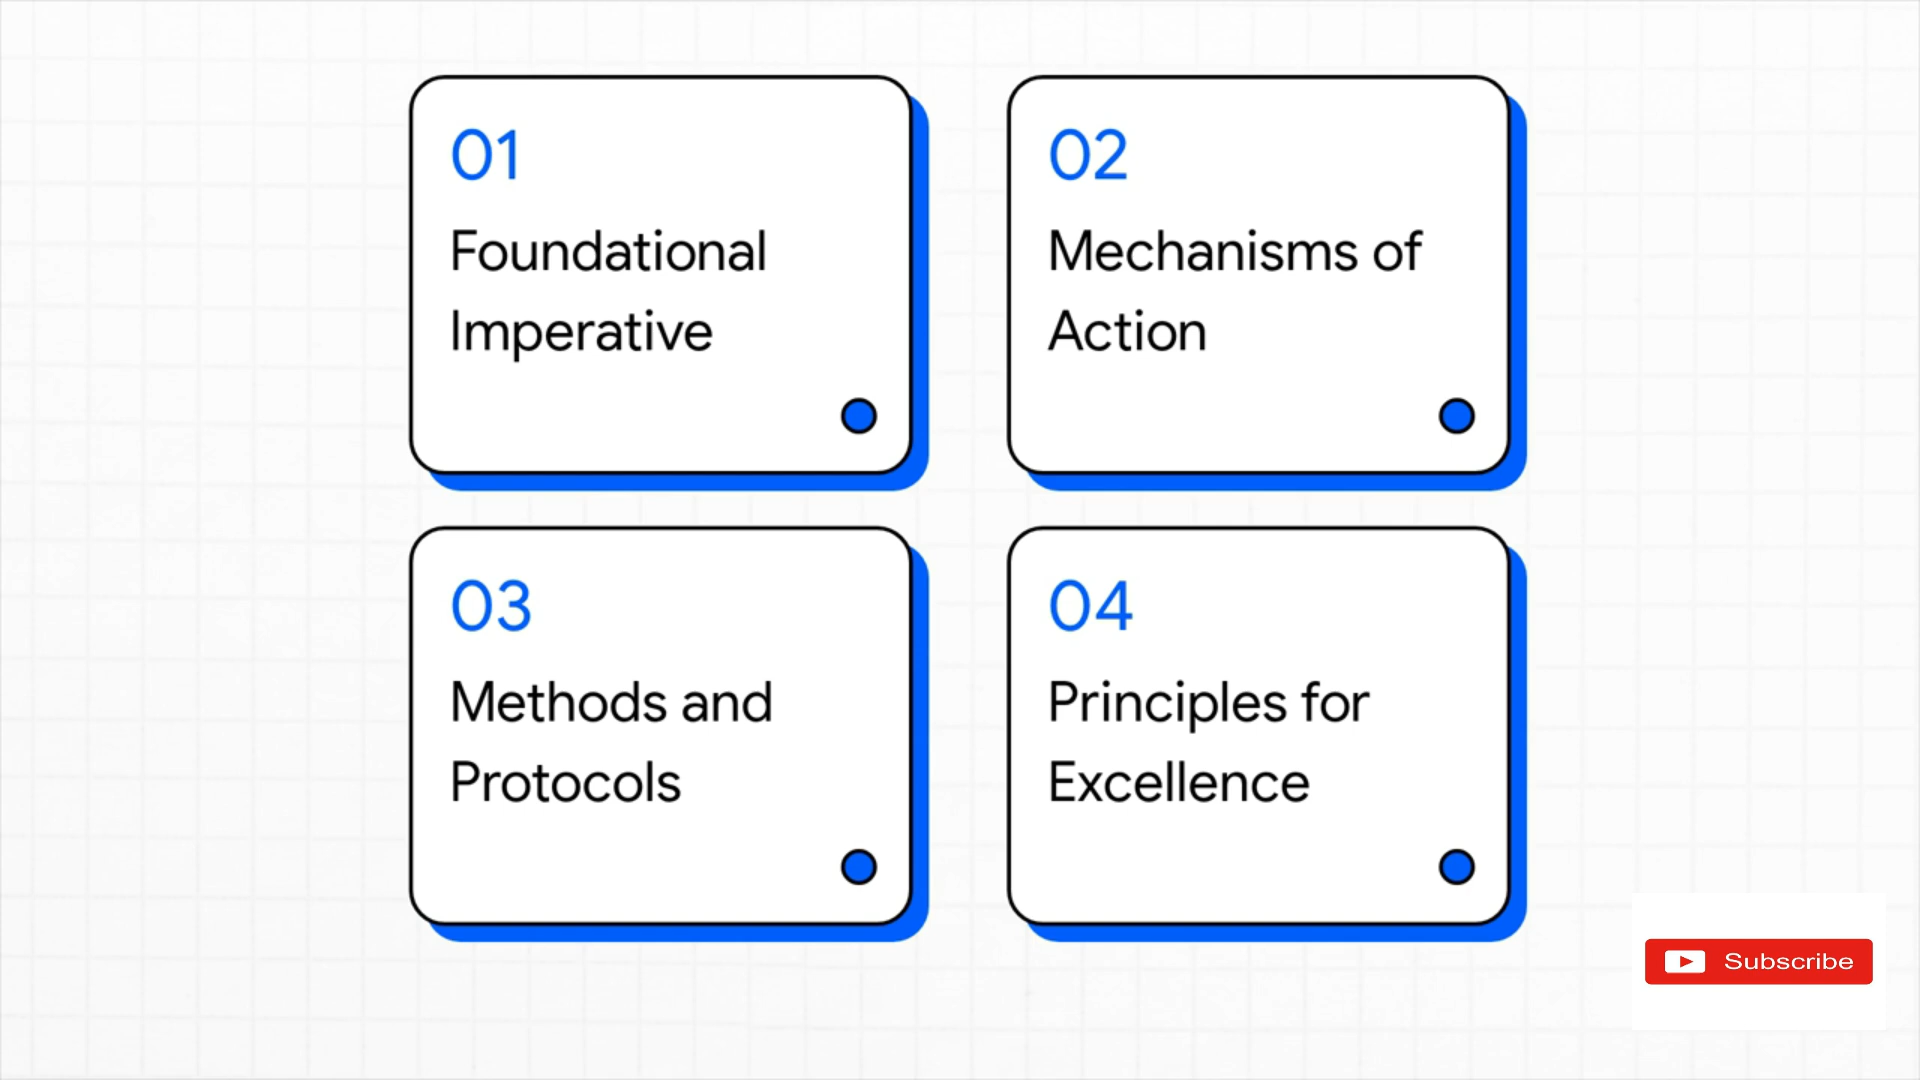 01
Foundational
Imperative
02
Mechanisms of
Action
03
Methods and
Protocols
04
Principles for
Excellence
Subscribe